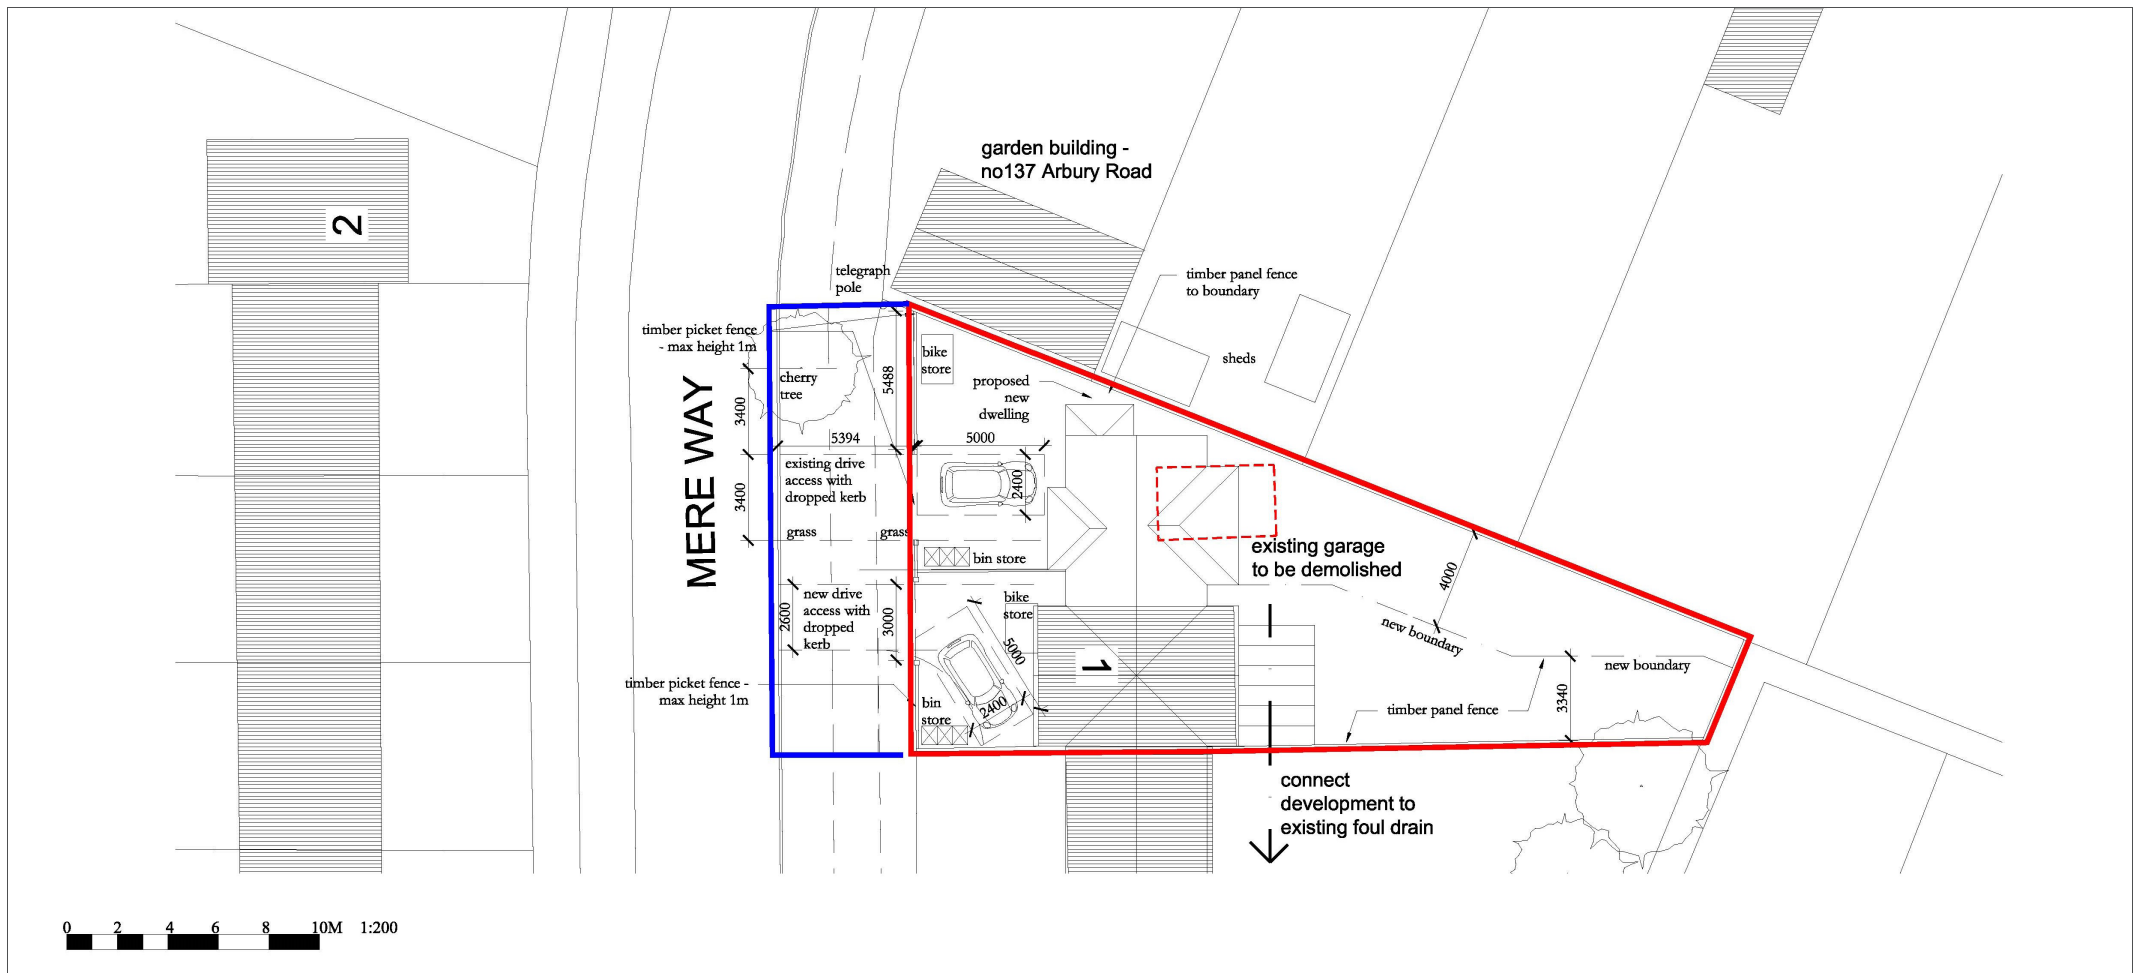 garden building -
no137 Arbury Road
2
telegraph
pole
timber panel fence
to boundary
timber picket fence
- max height 1m
bike
store
sheds
cherry
tree
proposed
new
dwelling
5488
3400
MERE WAY
5394
5000
existing drive
access with
dropped kerb
2400
3400
grass
grass
bin store
existing garage
to be demolished
4000
new drive
access with
dropped
kerb
2600
3000
bike
store
5000
new boundary
new boundary
1
timber picket fence -
max height 1m
bin
store
2400
timber panel fence
3340
connect
development to
existing foul drain
0 2 4 6 8 10M 1:200